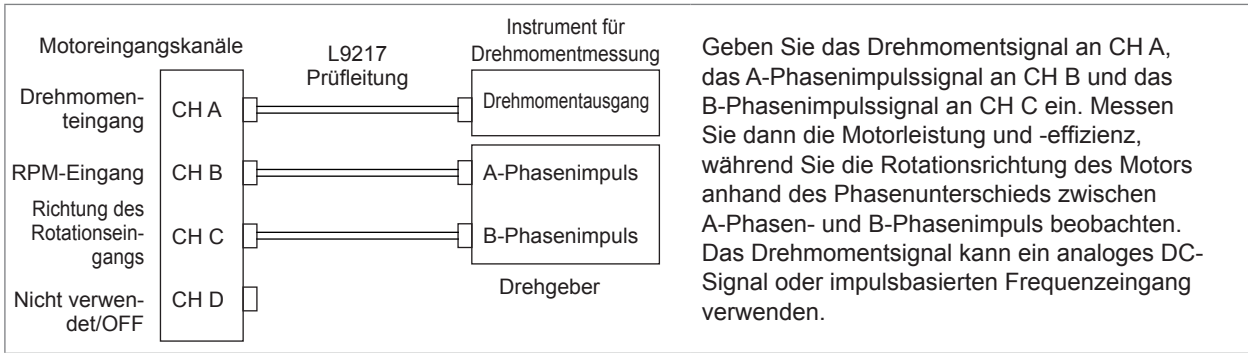 Motoreingangskanäle
L9217
Prüfleitung
Instrument für
Drehmomentmessung
Drehmomen-
teingang
CH A
Drehmomentausgang
RPM-Eingang
CH B
A-Phasenimpuls
Richtung des
Rotationsein-
gangs
CH C
B-Phasenimpuls
Drehgeber
Nicht verwen-
det/OFF
CH D
Geben Sie das Drehmomentsignal an CH A,
das A-Phasenimpulssignal an CH B und das
B-Phasenimpulssignal an CH C ein. Messen
Sie dann die Motorleistung und -effizienz,
während Sie die Rotationsrichtung des Motors
anhand des Phasenunterschieds zwischen
A-Phasen- und B-Phasenimpuls beobachten.
Das Drehmomentsignal kann ein analoges DC-
Signal oder impulsbasierten Frequenzeingang
verwenden.